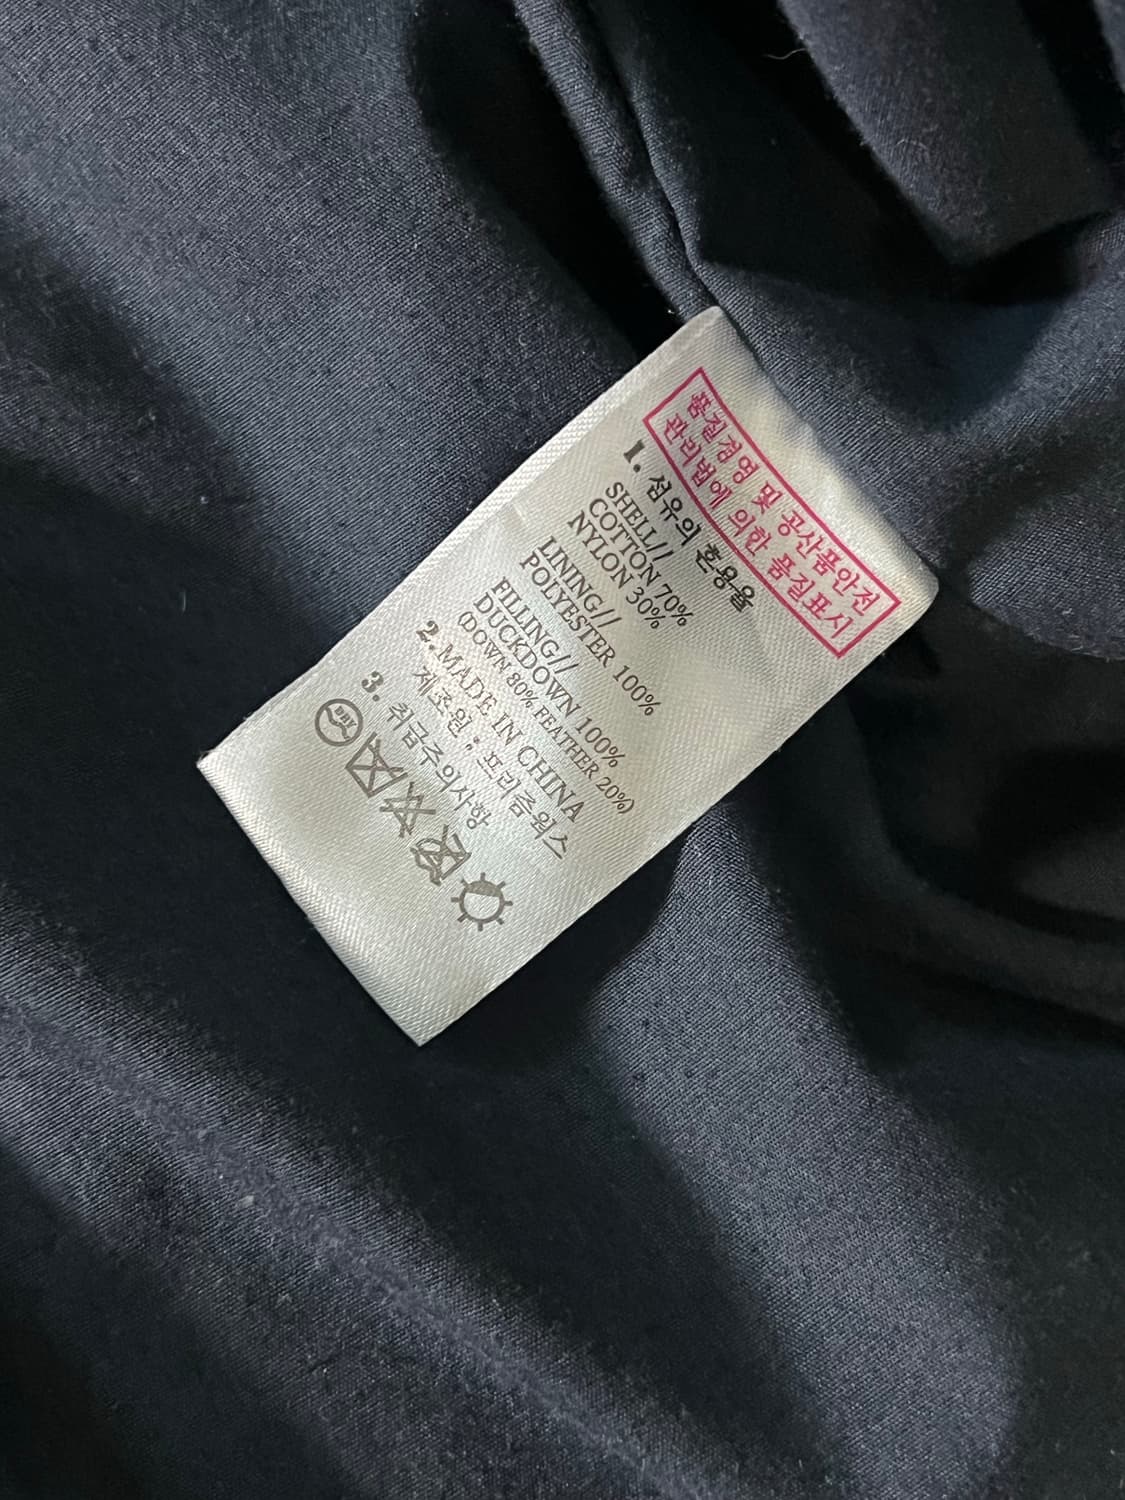 품질경영 및 공산품안전
관리법에 의한 품질표시
1. 섬유의 혼용율
SHELL//
COTTON 70%
NYLON 30%
LINING//
POLYESTER 100%
FILLING//
DUCKDOWN 100%
(DOWN 80% FEATHER 20%)
2. MADE IN CHINA
제조원 ; 프리즘웍스
3. 취급주의사항
DRY